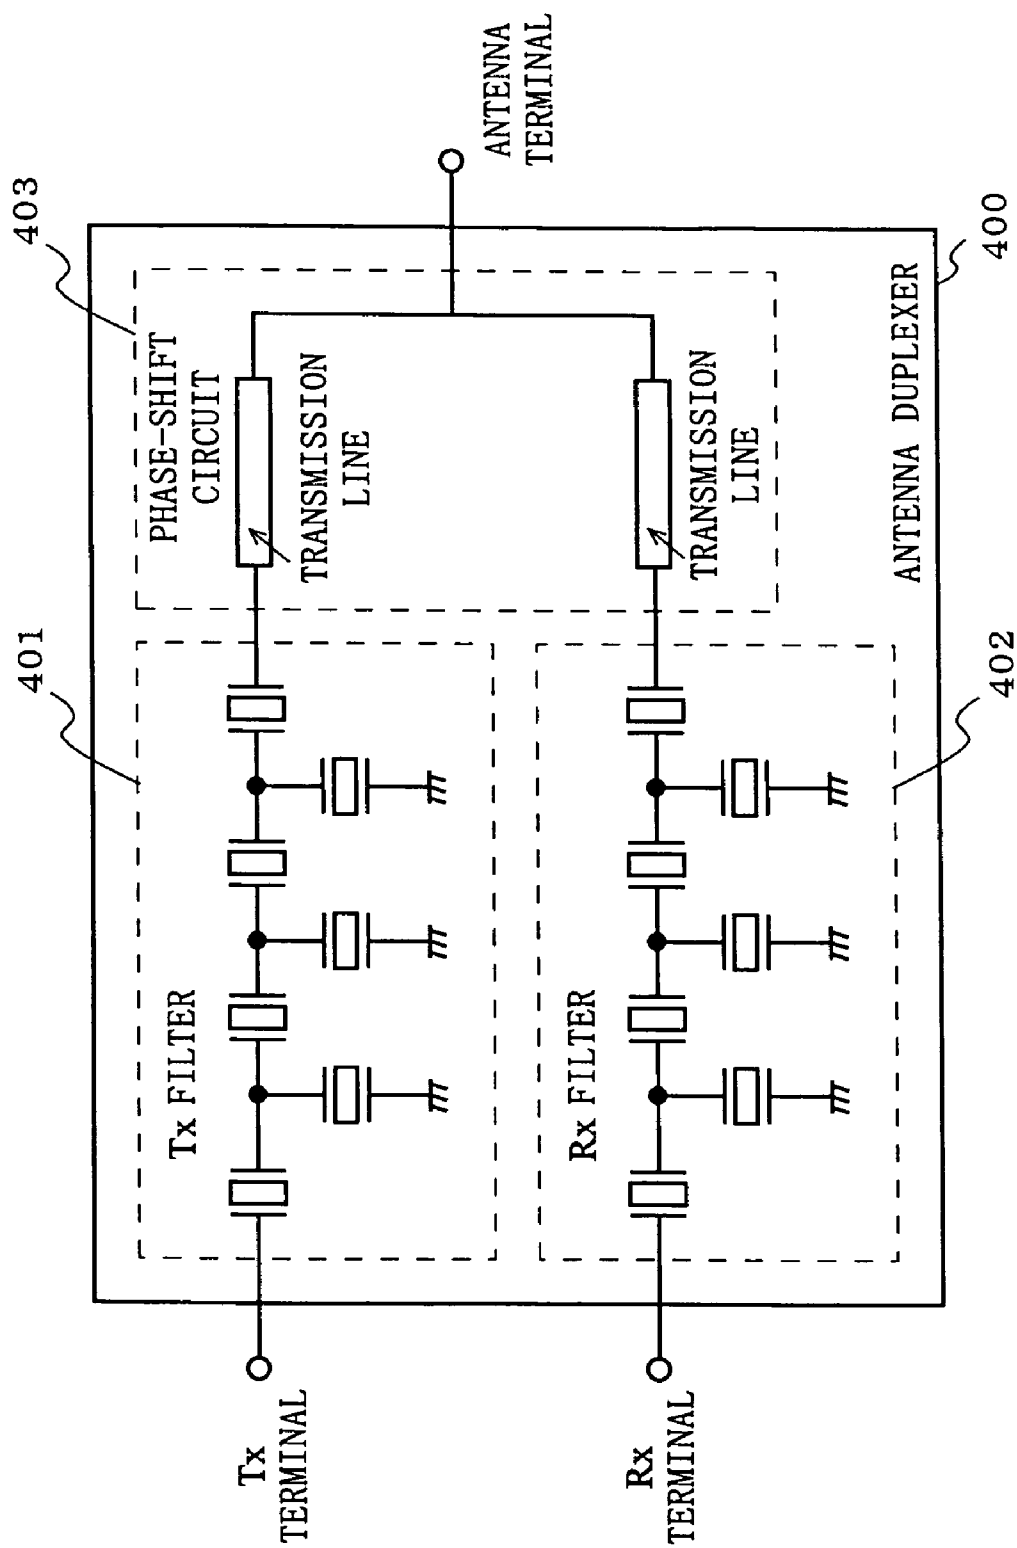 403
PHASE-SHIFT
CIRCUIT
TRANSMISSION
LINE
ANTENNA
TERMINAL
TRANSMISSION
LINE
401
Tx FILTER
Tx
TERMINAL
Rx FILTER
402
Rx
TERMINAL
ANTENNA DUPLEXER
400